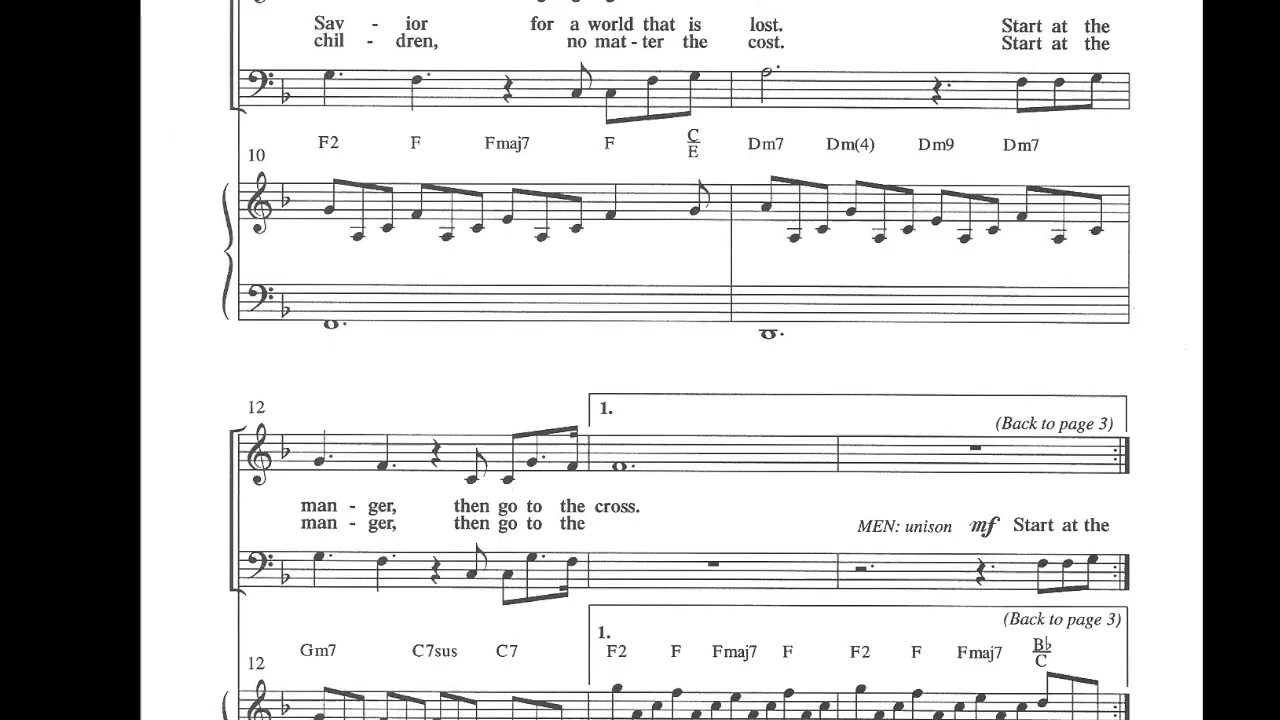 Sav - ior for a world that is lost. Start at the
chil - dren, no mat - ter the cost. Start at the
F2 F Fmaj7 F C/E Dm7 Dm(4) Dm9 Dm7
10
12
1.
(Back to page 3)
man - ger, then go to the cross.
man - ger, then go to the
MEN: unison mf Start at the
(Back to page 3)
1.
Gm7 C7sus C7 F2 F Fmaj7 F F2 F Fmaj7 B♭/C
12